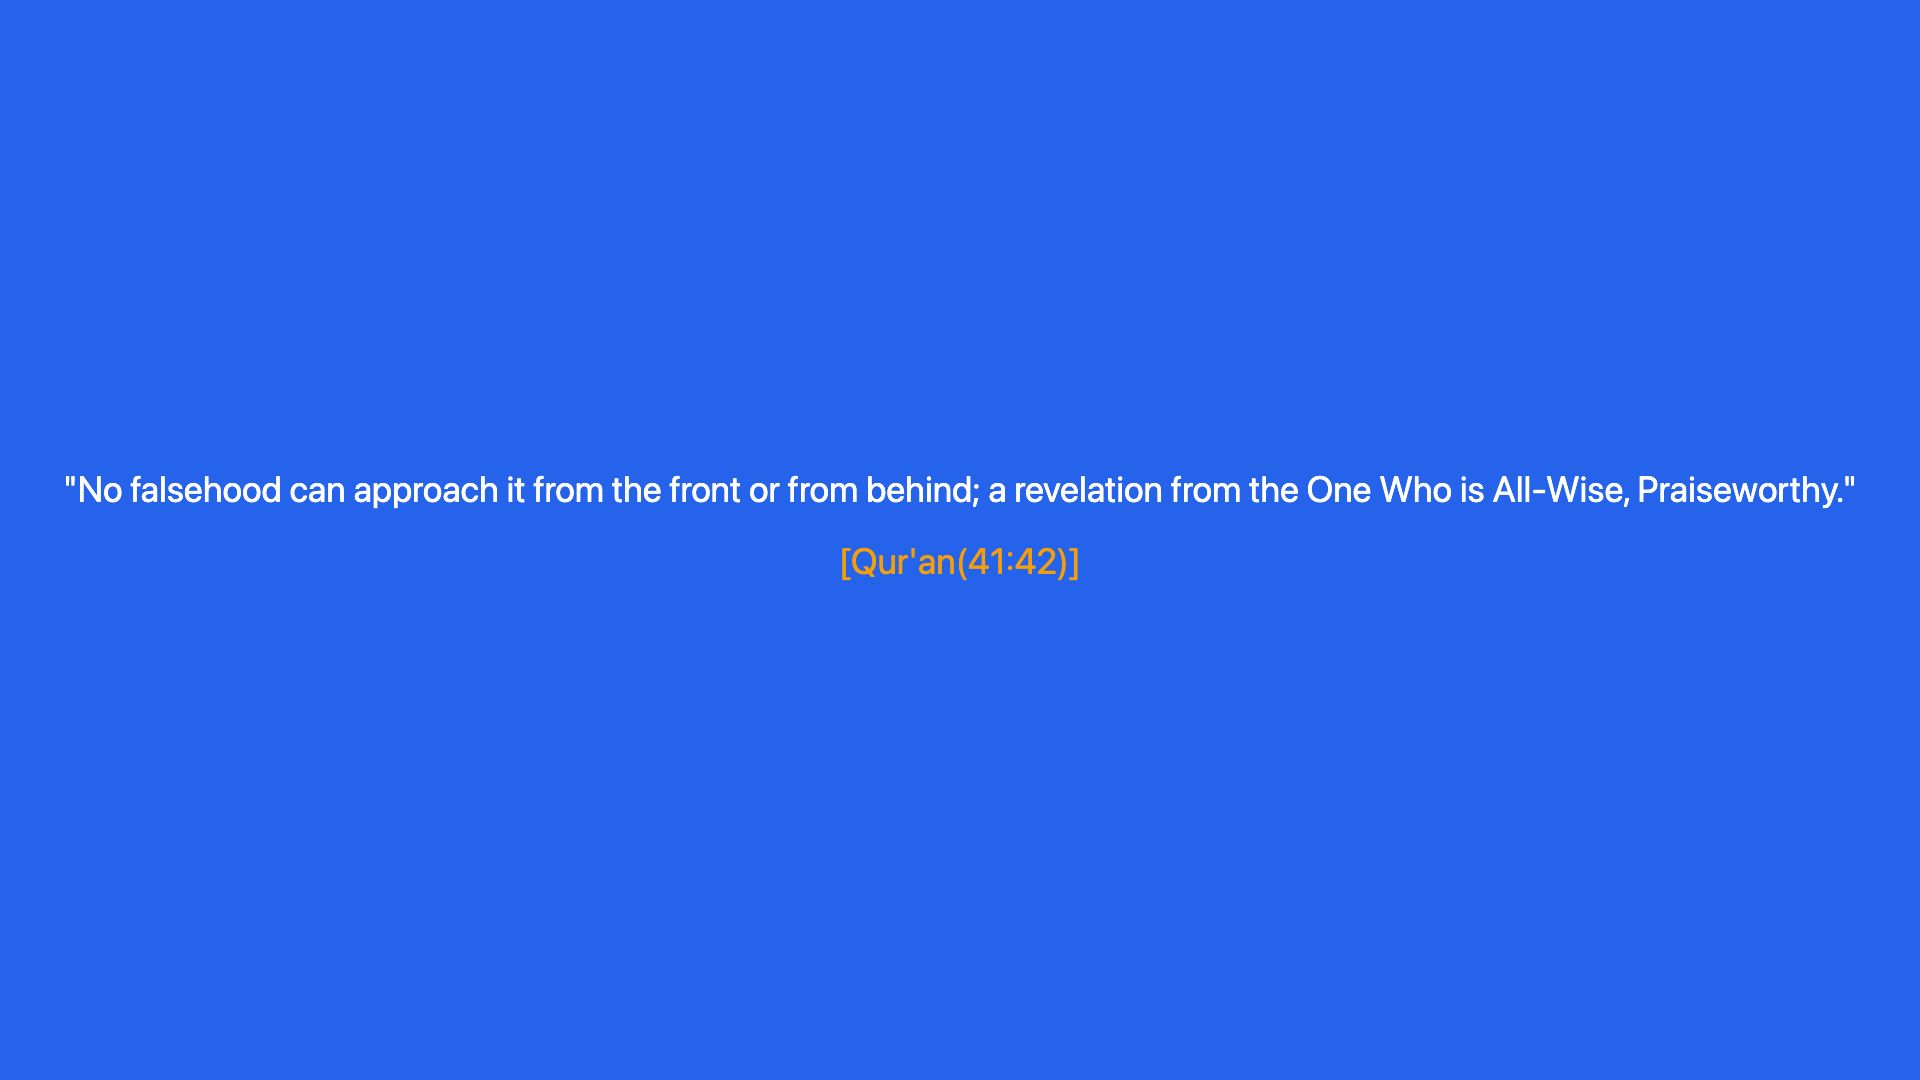 "No falsehood can approach it from the front or from behind; a revelation from the One Who is All-Wise, Praiseworthy."
[Qur'an(41:42)]